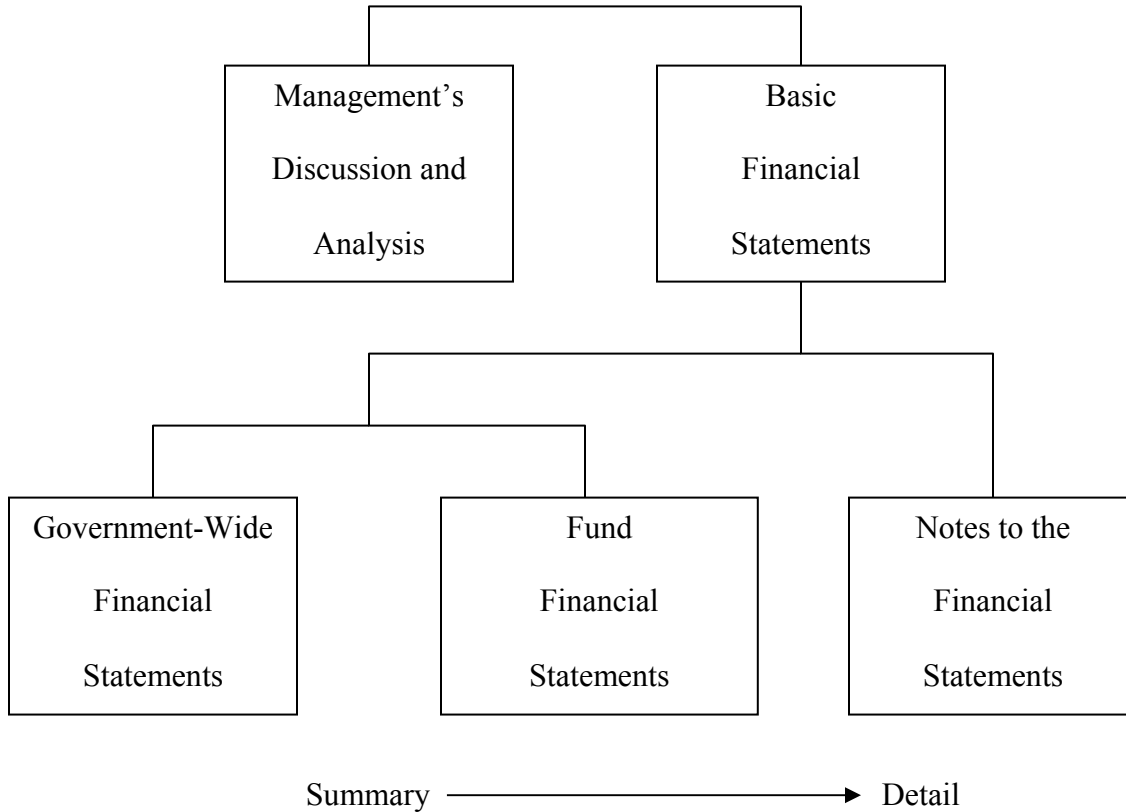 Management’s
Discussion and
Analysis
Basic
Financial
Statements
Government-Wide
Financial
Statements
Fund
Financial
Statements
Notes to the
Financial
Statements
Summary
Detail